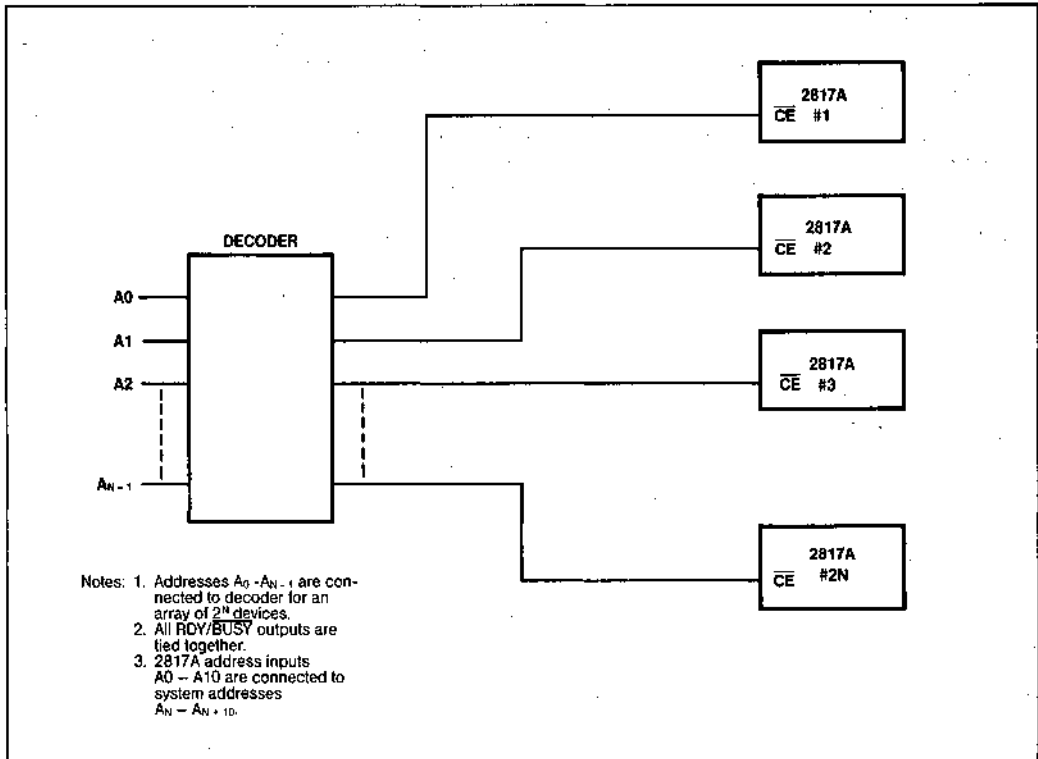 2817A
CE #1
2817A
CE #2
DECODER
A0
A1
A2
2817A
CE #3
AN-1
2817A
CE #2N
Notes: 1. Addresses A0-AN-1 are con-
nected to decoder for an
array of 2^N devices.
2. All RDY/BUSY outputs are
tied together.
3. 2817A address inputs
A0 – A10 are connected to
system addresses
AN – AN + 10.